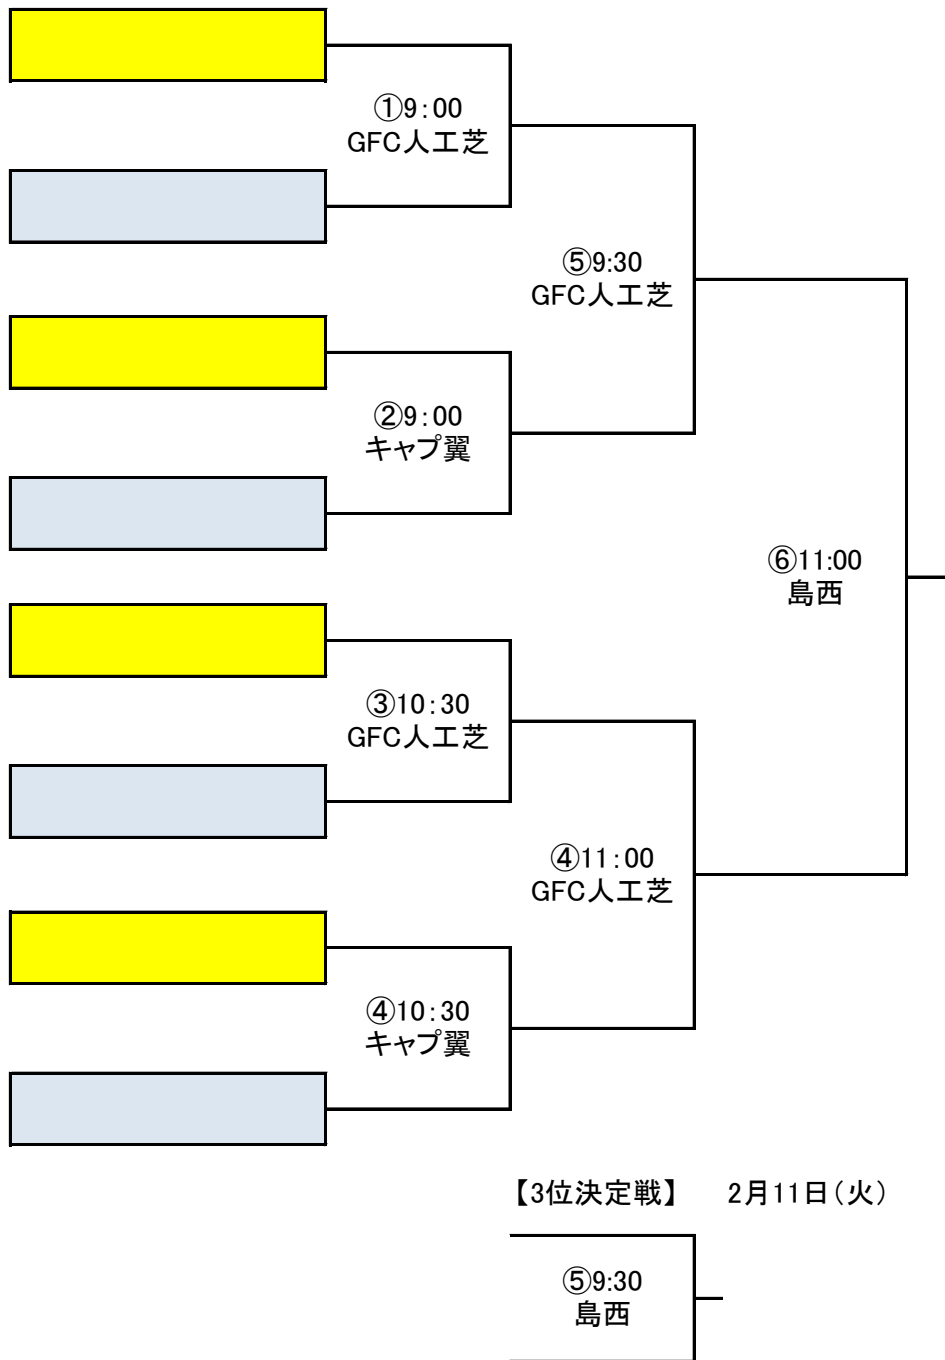 ①9：00
GFC人工芝
⑤9:30
GFC人工芝
②9：00
キャプ翼
⑥11:00
島西
③10：30
GFC人工芝
④11：00
GFC人工芝
④10：30
キャプ翼
【3位決定戦】　2月11日（火）
⑤9:30
島西